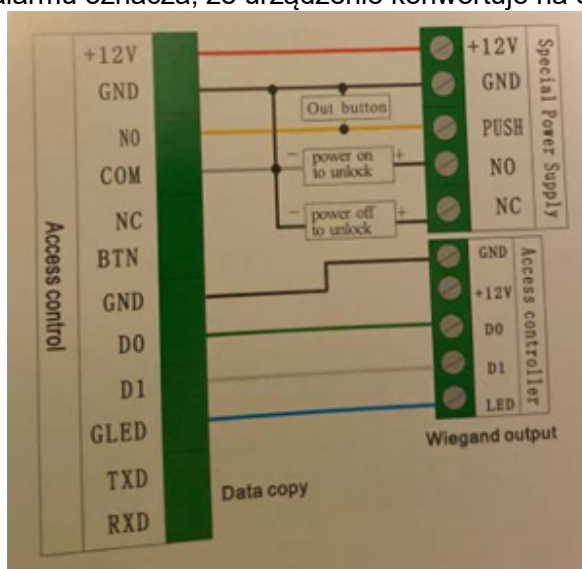 alarmu oznacza, że urządzenie konwertuje na
+12V
GND
NO
COM
NC
BTN
GND
D0
D1
GLED
TXD
RXD
Access control
Out button
− power on +
to unlock
− power off +
to unlock
+12V
GND
PUSH
NO
NC
Special Power Supply
GND
+12V
D0
D1
LED
Access controller
Wiegand output
Data copy